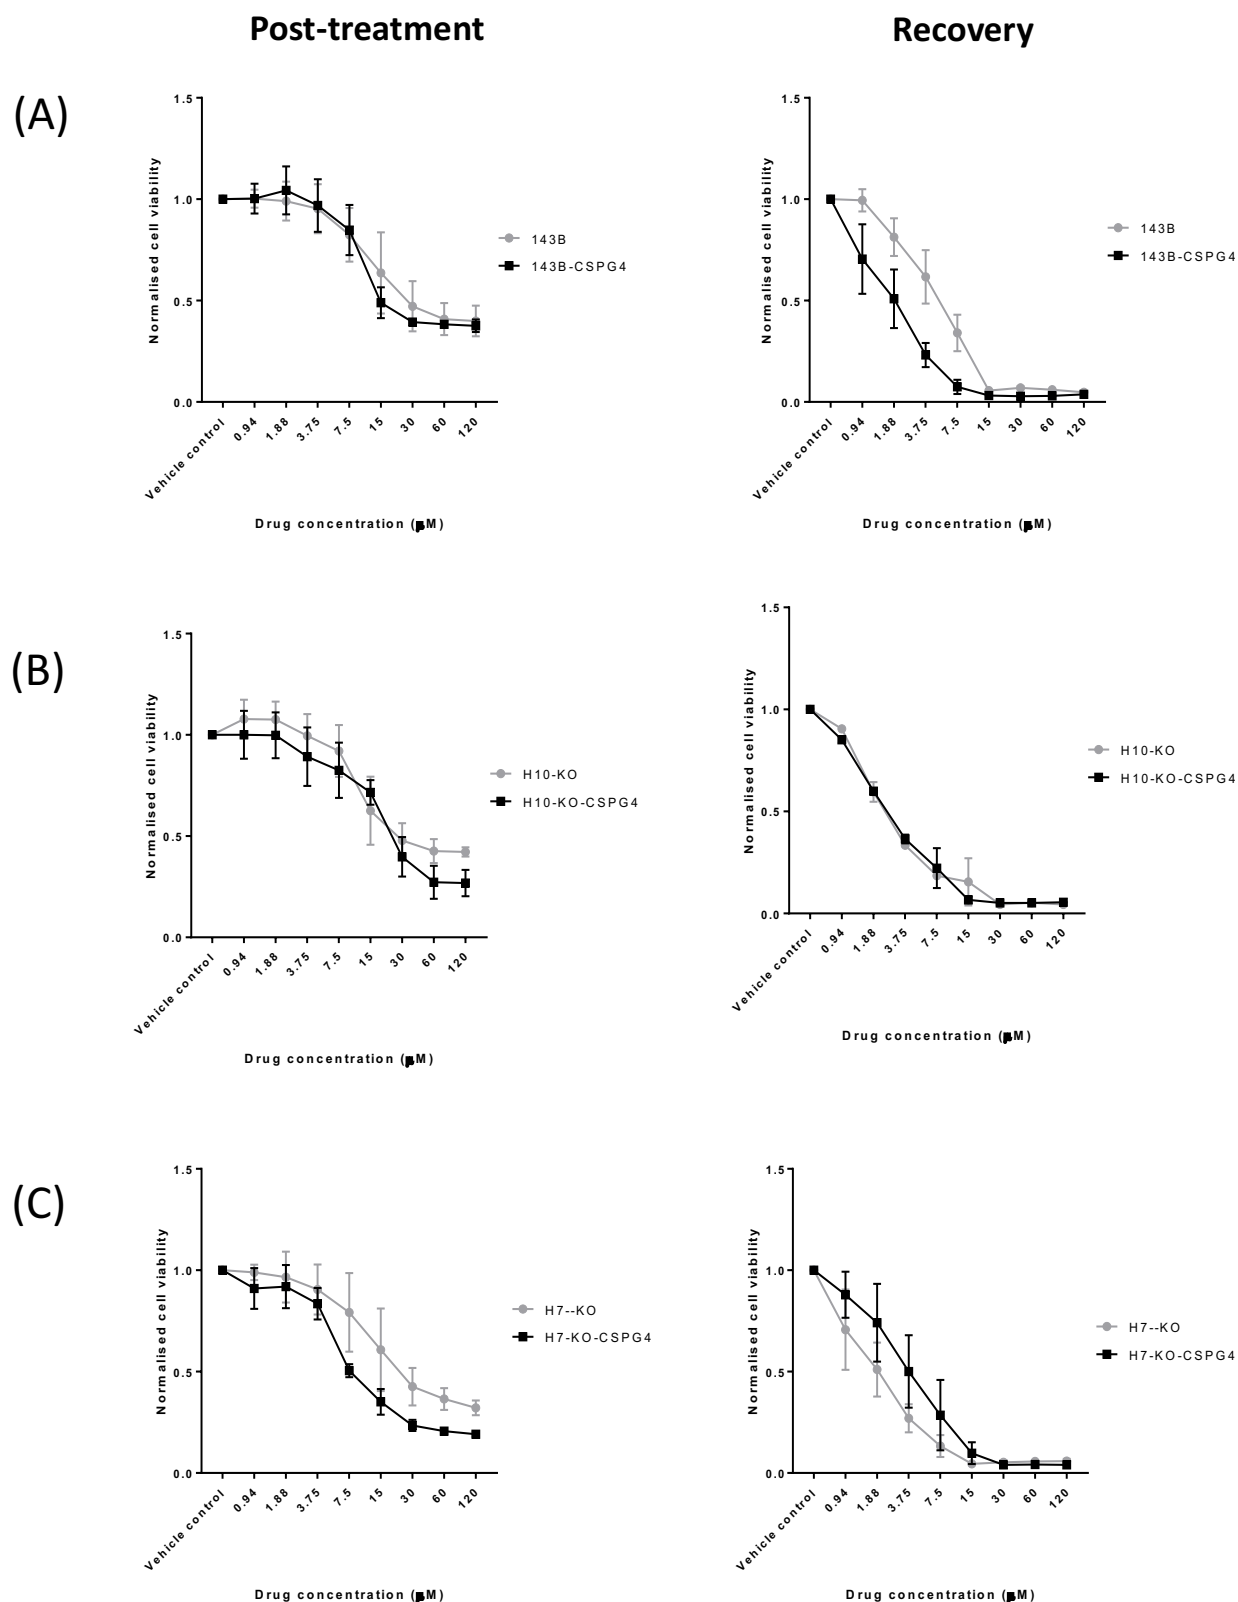 Post-treatment
Recovery
(A)
1.5
1.0
0.5
0.0
Normalised cell viability
Vehicle control
0.94
1.88
3.75
7.5
15
30
60
120
Drug concentration (μM)
143B
143B-CSPG4
1.5
1.0
0.5
0.0
Normalised cell viability
Vehicle control
0.94
1.88
3.75
7.5
15
30
60
120
Drug concentration (μM)
143B
143B-CSPG4
(B)
1.5
1.0
0.5
0.0
Normalised cell viability
Vehicle control
0.94
1.88
3.75
7.5
15
30
60
120
Drug concentration (μM)
H10-KO
H10-KO-CSPG4
1.5
1.0
0.5
0.0
Normalised cell viability
Vehicle control
0.94
1.88
3.75
7.5
15
30
60
120
Drug concentration (μM)
H10-KO
H10-KO-CSPG4
(C)
1.5
1.0
0.5
0.0
Normalised cell viability
Vehicle control
0.94
1.88
3.75
7.5
15
30
60
120
Drug concentration (μM)
H7--KO
H7-KO-CSPG4
1.5
1.0
0.5
0.0
Normalised cell viability
Vehicle control
0.94
1.88
3.75
7.5
15
30
60
120
Drug concentration (μM)
H7--KO
H7-KO-CSPG4